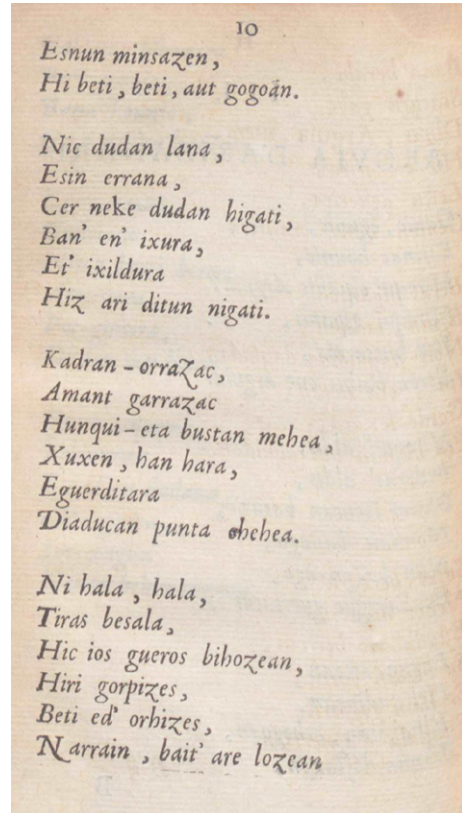 10
Esnun minsazen,
Hi beti, beti, aut gogoan.
Nic dudan lana,
Esin errana,
Cer neke dudan higati,
Ban' en' ixura,
Et' ixildura
Hiz ari ditun nigati.
Kadran-orrazac,
Amant garrazac
Hunqui-eta bustan mehea,
Xuxen, han hara,
Eguerditara
Diaducan punta chehea.
Ni hala, hala,
Tiras besala,
Hic ios gueros bihozean,
Hiri gorpizes,
Beti ed' orhizes,
Narrain, bait' are lozean